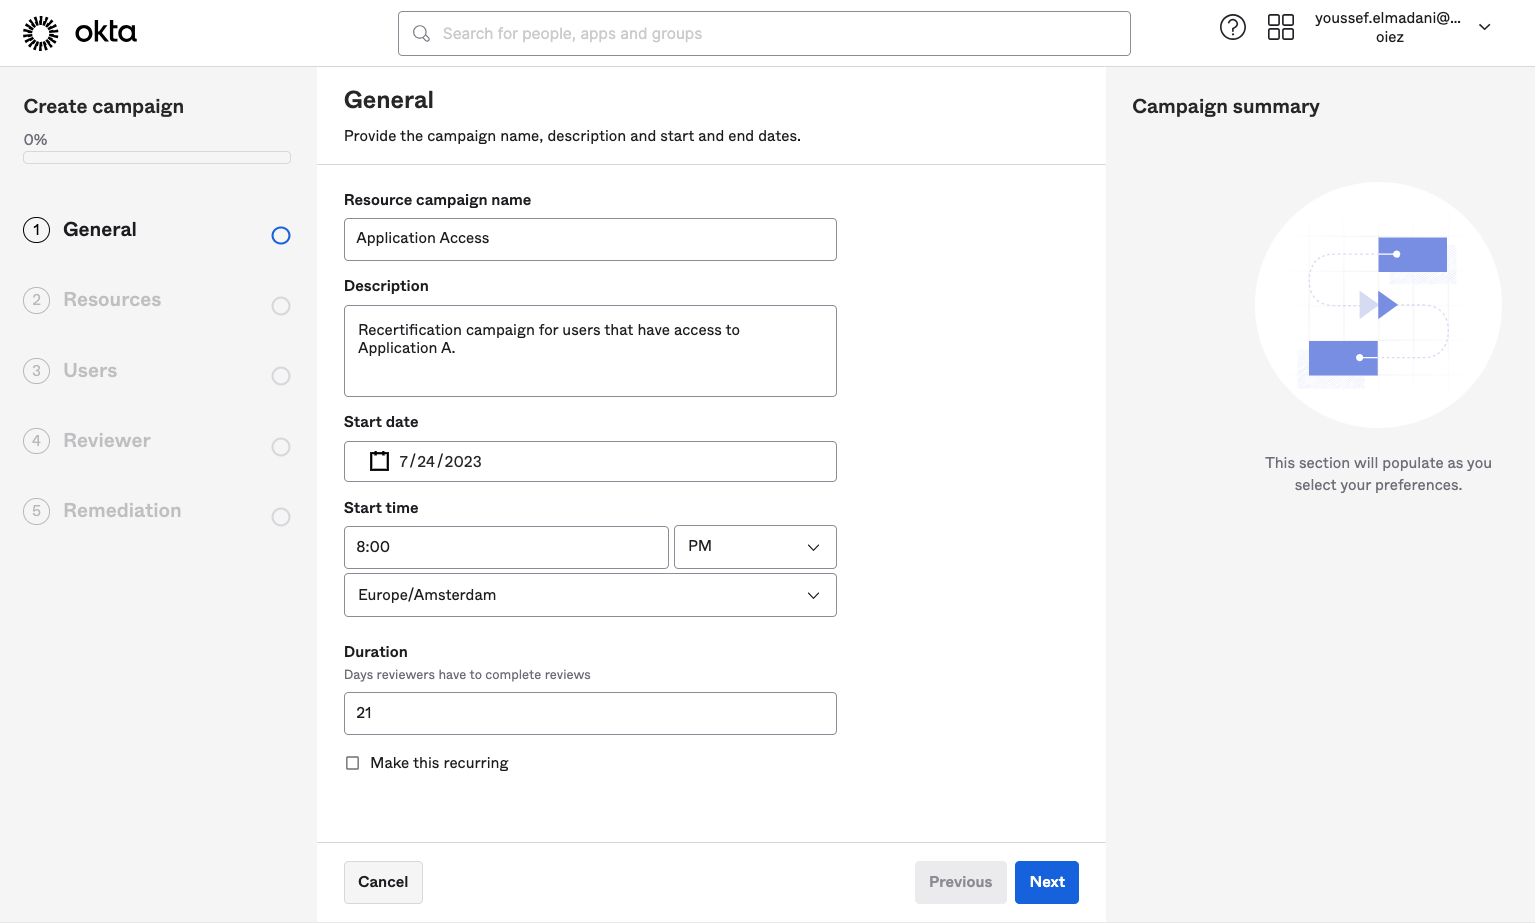 okta
Search for people, apps and groups
youssef.elmadani@...
oiez
Create campaign
0%
1 General
2 Resources
3 Users
4 Reviewer
5 Remediation
General
Provide the campaign name, description and start and end dates.
Resource campaign name
Application Access
Description
Recertification campaign for users that have access to
Application A.
Start date
7/24/2023
Start time
8:00
PM
Europe/Amsterdam
Duration
Days reviewers have to complete reviews
21
Make this recurring
Cancel
Previous
Next
Campaign summary
This section will populate as you
select your preferences.